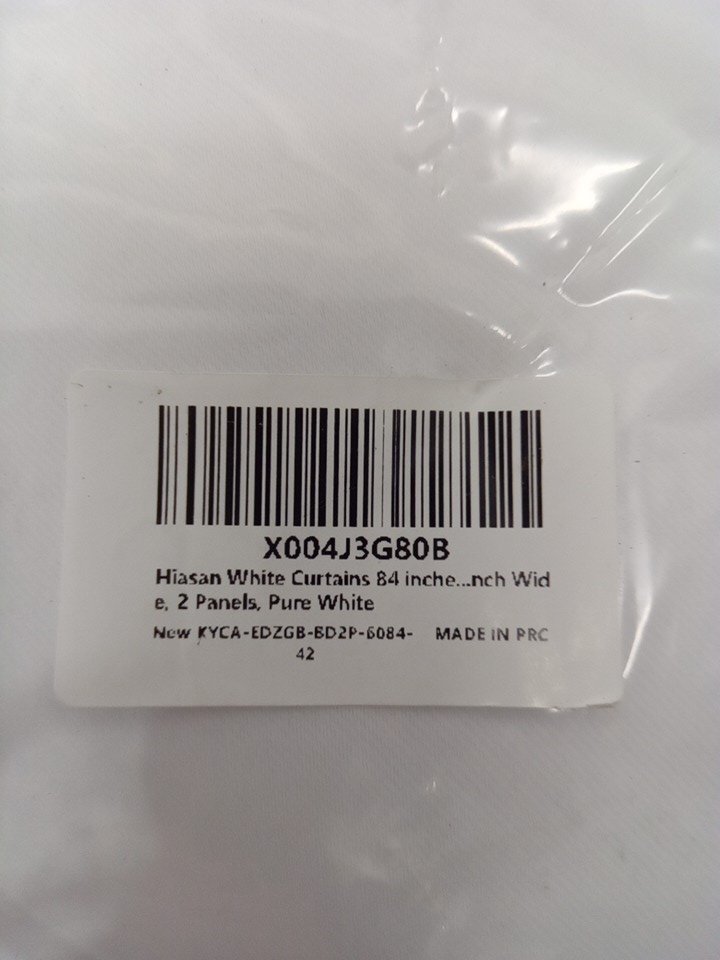 X004J3G80B
Hiasan White Curtains 84 inche...nch Wid
e, 2 Panels, Pure White
New KYCA-EDZGB-BD2P-6084- MADE IN PRC
42